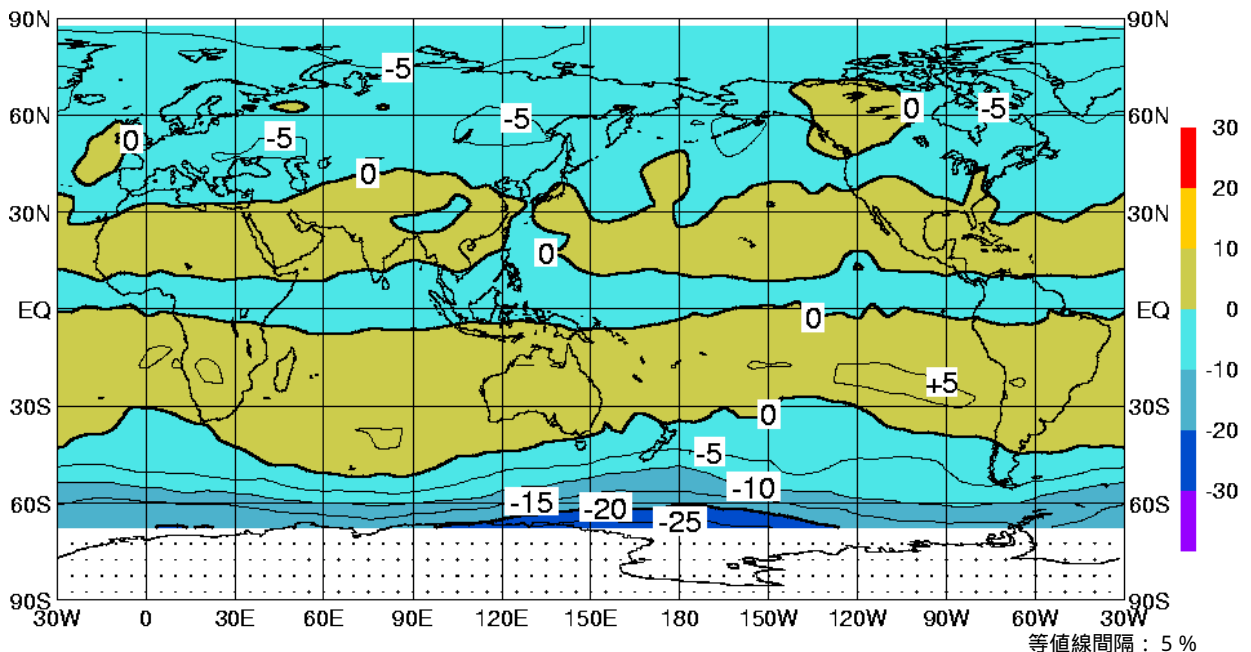 90N 90N
-5
60N 0 -5 -5 0 -5 60N
0
30N 30N
0
EQ 0 EQ
+5
30S 0 30S
-5
-10
60S -15 -20 -25 60S
90S 90S
30W 0 30E 60E 90E 120E 150E 180 150W 120W 90W 60W 30W
30
20
10
0
-10
-20
-30
等値線間隔： 5 %